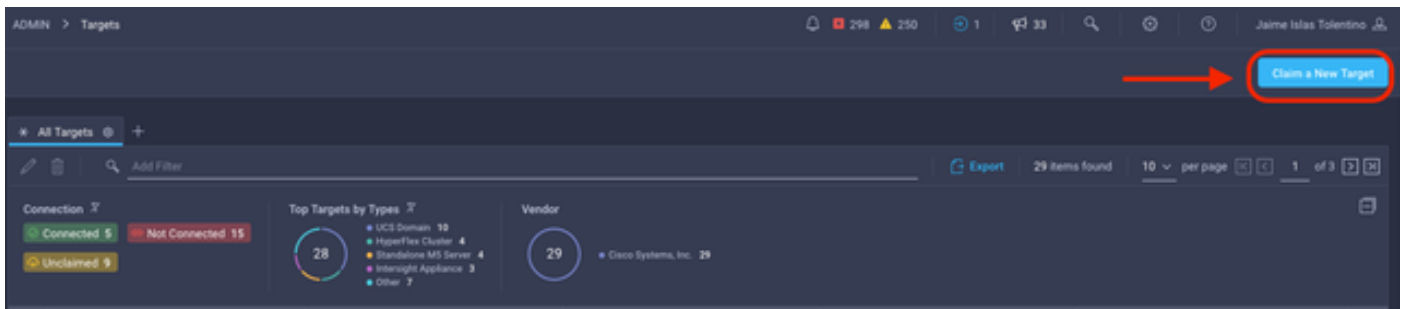 ADMIN > Targets
298 250 1 33 Jaime Islas Tolentino
Claim a New Target
All Targets +
Add Filter Export 29 items found 10 per page 1 of 3
Connection
Connected 5 Not Connected 15
Unclaimed 9
Top Targets by Types
28
UCS Domain 10
HyperFlex Cluster 4
Standalone M5 Server 4
Intersight Appliance 3
Other 7
Vendor
29
Cisco Systems, Inc. 29